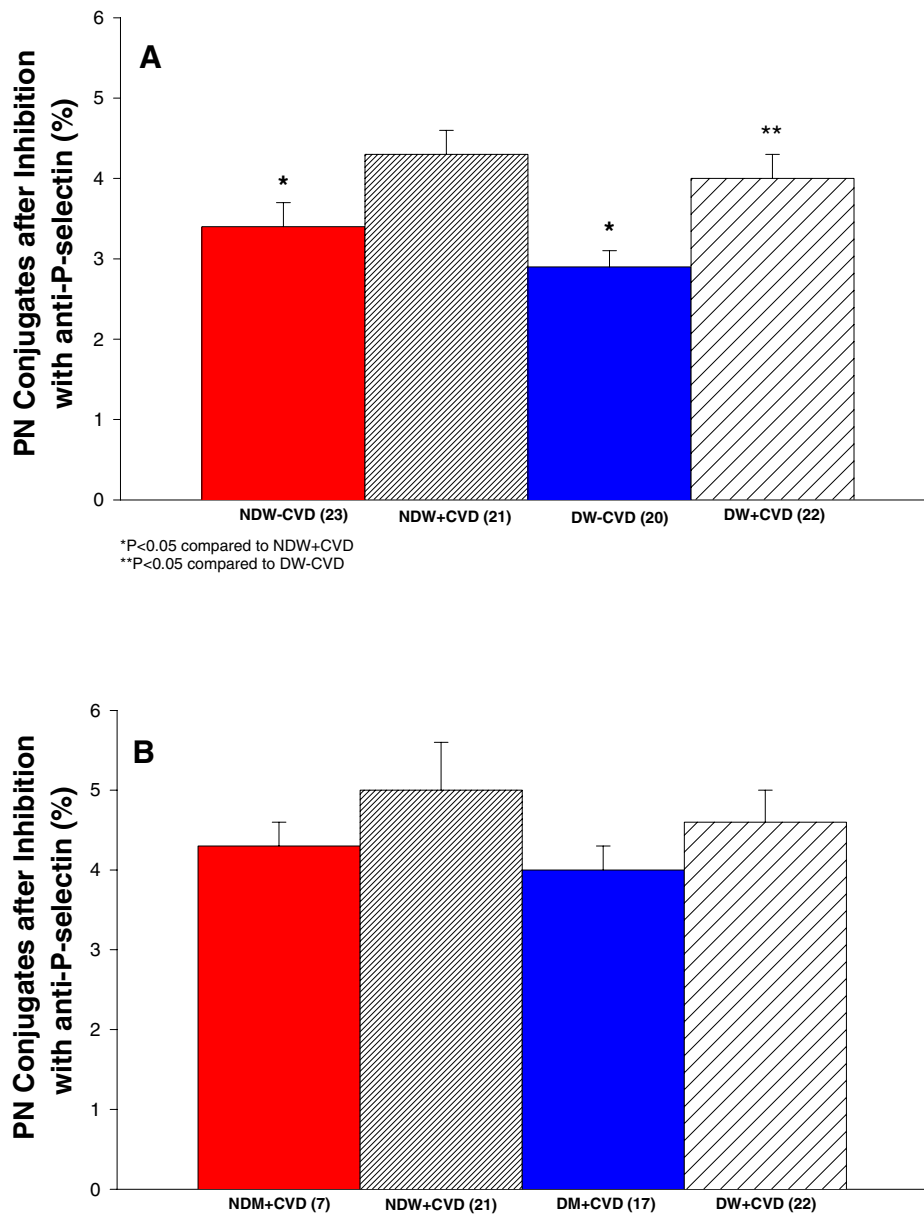 A
PN Conjugates after Inhibition
with anti-P-selectin (%)
6
5
4
3
2
1
0
*
*
**
NDW-CVD (23)
NDW+CVD (21)
DW-CVD (20)
DW+CVD (22)
*P<0.05 compared to NDW+CVD
**P<0.05 compared to DW-CVD
B
PN Conjugates after Inhibition
with anti-P-selectin (%)
6
5
4
3
2
1
0
NDM+CVD (7)
NDW+CVD (21)
DM+CVD (17)
DW+CVD (22)